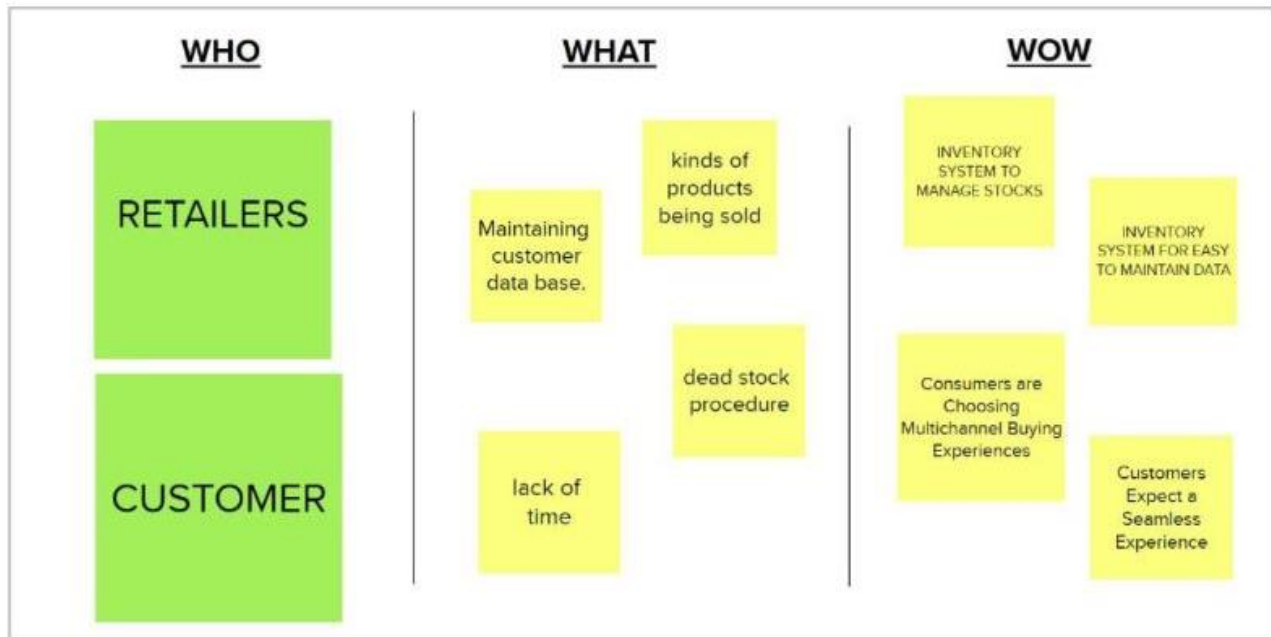 WHO
RETAILERS
CUSTOMER
WHAT
kinds of
products
being sold
Maintaining
customer
data base.
dead stock
procedure
lack of
time
WOW
INVENTORY
SYSTEM TO
MANAGE STOCKS
INVENTORY
SYSTEM FOR EASY
TO MAINTAIN DATA
Consumers are
Choosing
Multichannel Buying
Experiences
Customers
Expect a
Seamless
Experience